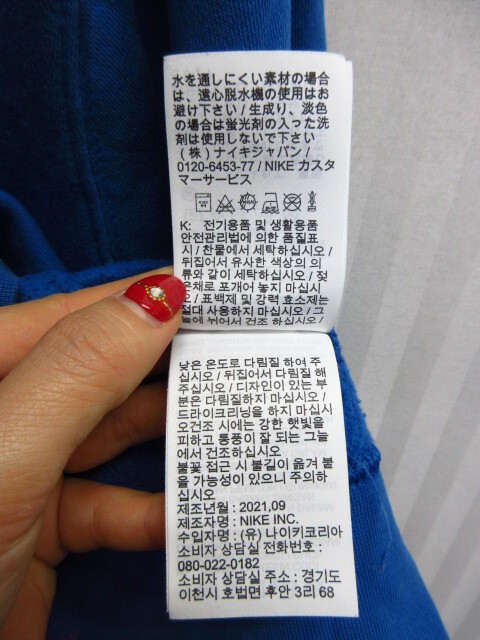 水を通しにくい素材の場合
は、遠心脱水機の使用はお
避け下さい / 生成り、淡色
の場合は蛍光剤の入った洗
剤は使用しないで下さい
(株) ナイキジャパン /
0120-6453-77 / NIKE カスタ
マーサービス
K: 전기용품 및 생활용품
안전관리법에 의한 품질표
시 / 찬물에서 세탁하십시오 /
뒤집어서 유사한 색상의 의
류와 같이 세탁하십시오 / 젖
은채로 포개어 놓지 마십시
오 / 표백제 및 강력 효소제는
절대 사용하지 마십시오 / 그
늘에 뉘어서 건조 하십시오 /
낮은 온도로 다림질 하여 주
십시오 / 뒤집어서 다림질 해
주십시오 / 디자인이 있는 부
분은 다림질하지 마십시오 /
드라이크리닝을 하지 마십시
오건조 시에는 강한 햇빛을
피하고 통풍이 잘 되는 그늘
에서 건조하십시오
불꽃 접근 시 불길이 옮겨 붙
을 가능성이 있으니 주의하
십시오
제조년월 : 2021,09
제조자명 : NIKE INC.
수입자명 : (유) 나이키코리아
소비자 상담실 전화번호 :
080-022-0182
소비자 상담실 주소 : 경기도
이천시 호법면 후안 3리 68